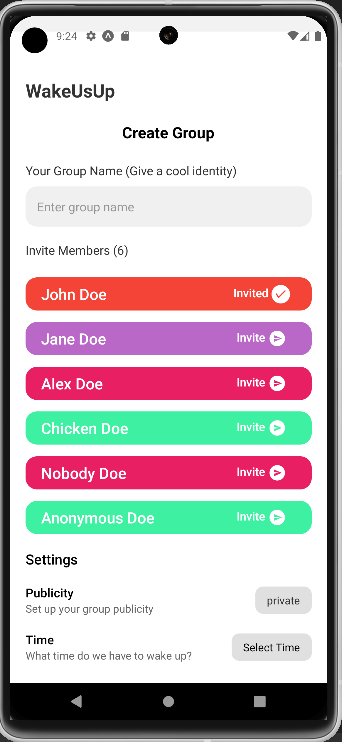 9:24
WakeUsUp
Create Group
Your Group Name (Give a cool identity)
Enter group name
Invite Members (6)
John Doe Invited
Jane Doe Invite
Alex Doe Invite
Chicken Doe Invite
Nobody Doe Invite
Anonymous Doe Invite
Settings
Publicity
Set up your group publicity
private
Time
What time do we have to wake up?
Select Time